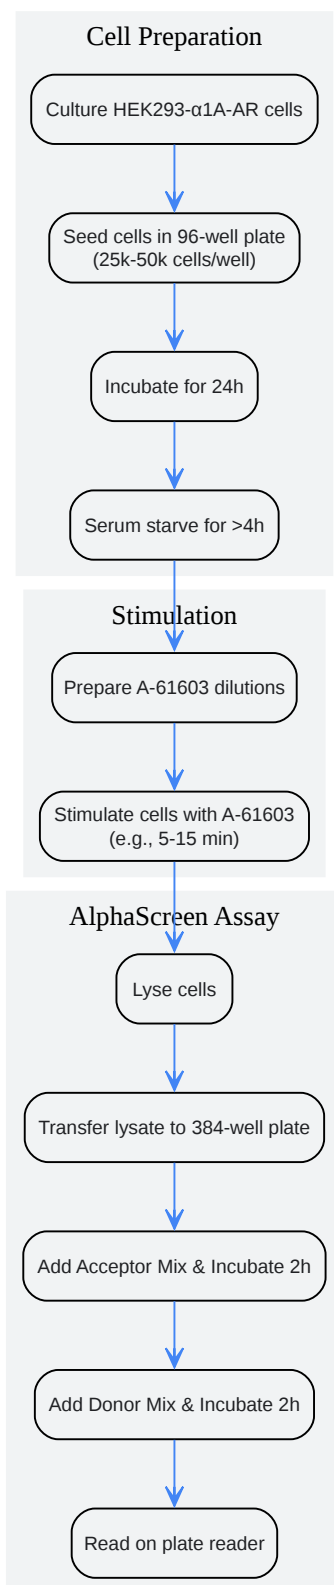 Cell Preparation
Culture HEK293-α1A-AR cells
Seed cells in 96-well plate
(25k-50k cells/well)
Incubate for 24h
Serum starve for >4h
Stimulation
Prepare A-61603 dilutions
Stimulate cells with A-61603
(e.g., 5-15 min)
AlphaScreen Assay
Lyse cells
Transfer lysate to 384-well plate
Add Acceptor Mix & Incubate 2h
Add Donor Mix & Incubate 2h
Read on plate reader